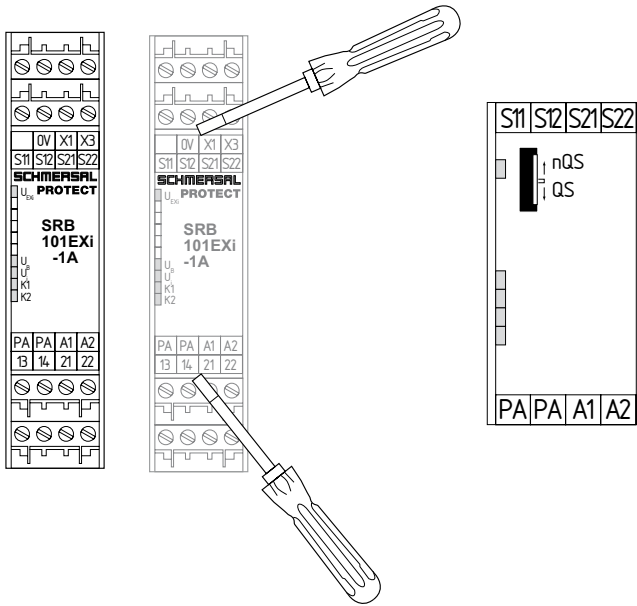 0V X1 X3
S11 S12 S21 S22
SCHMERSAL
PROTECT
UEXi
SRB
101EXi
-1A
UB
Ui
K1
K2
PA PA A1 A2
13 14 21 22
0V X1 X3
S11 S12 S21 S22
SCHMERSAL
PROTECT
UEXi
SRB
101EXi
-1A
UB
Ui
K1
K2
PA PA A1 A2
13 14 21 22
S11 S12 S21 S22
nQS
QS
PA PA A1 A2